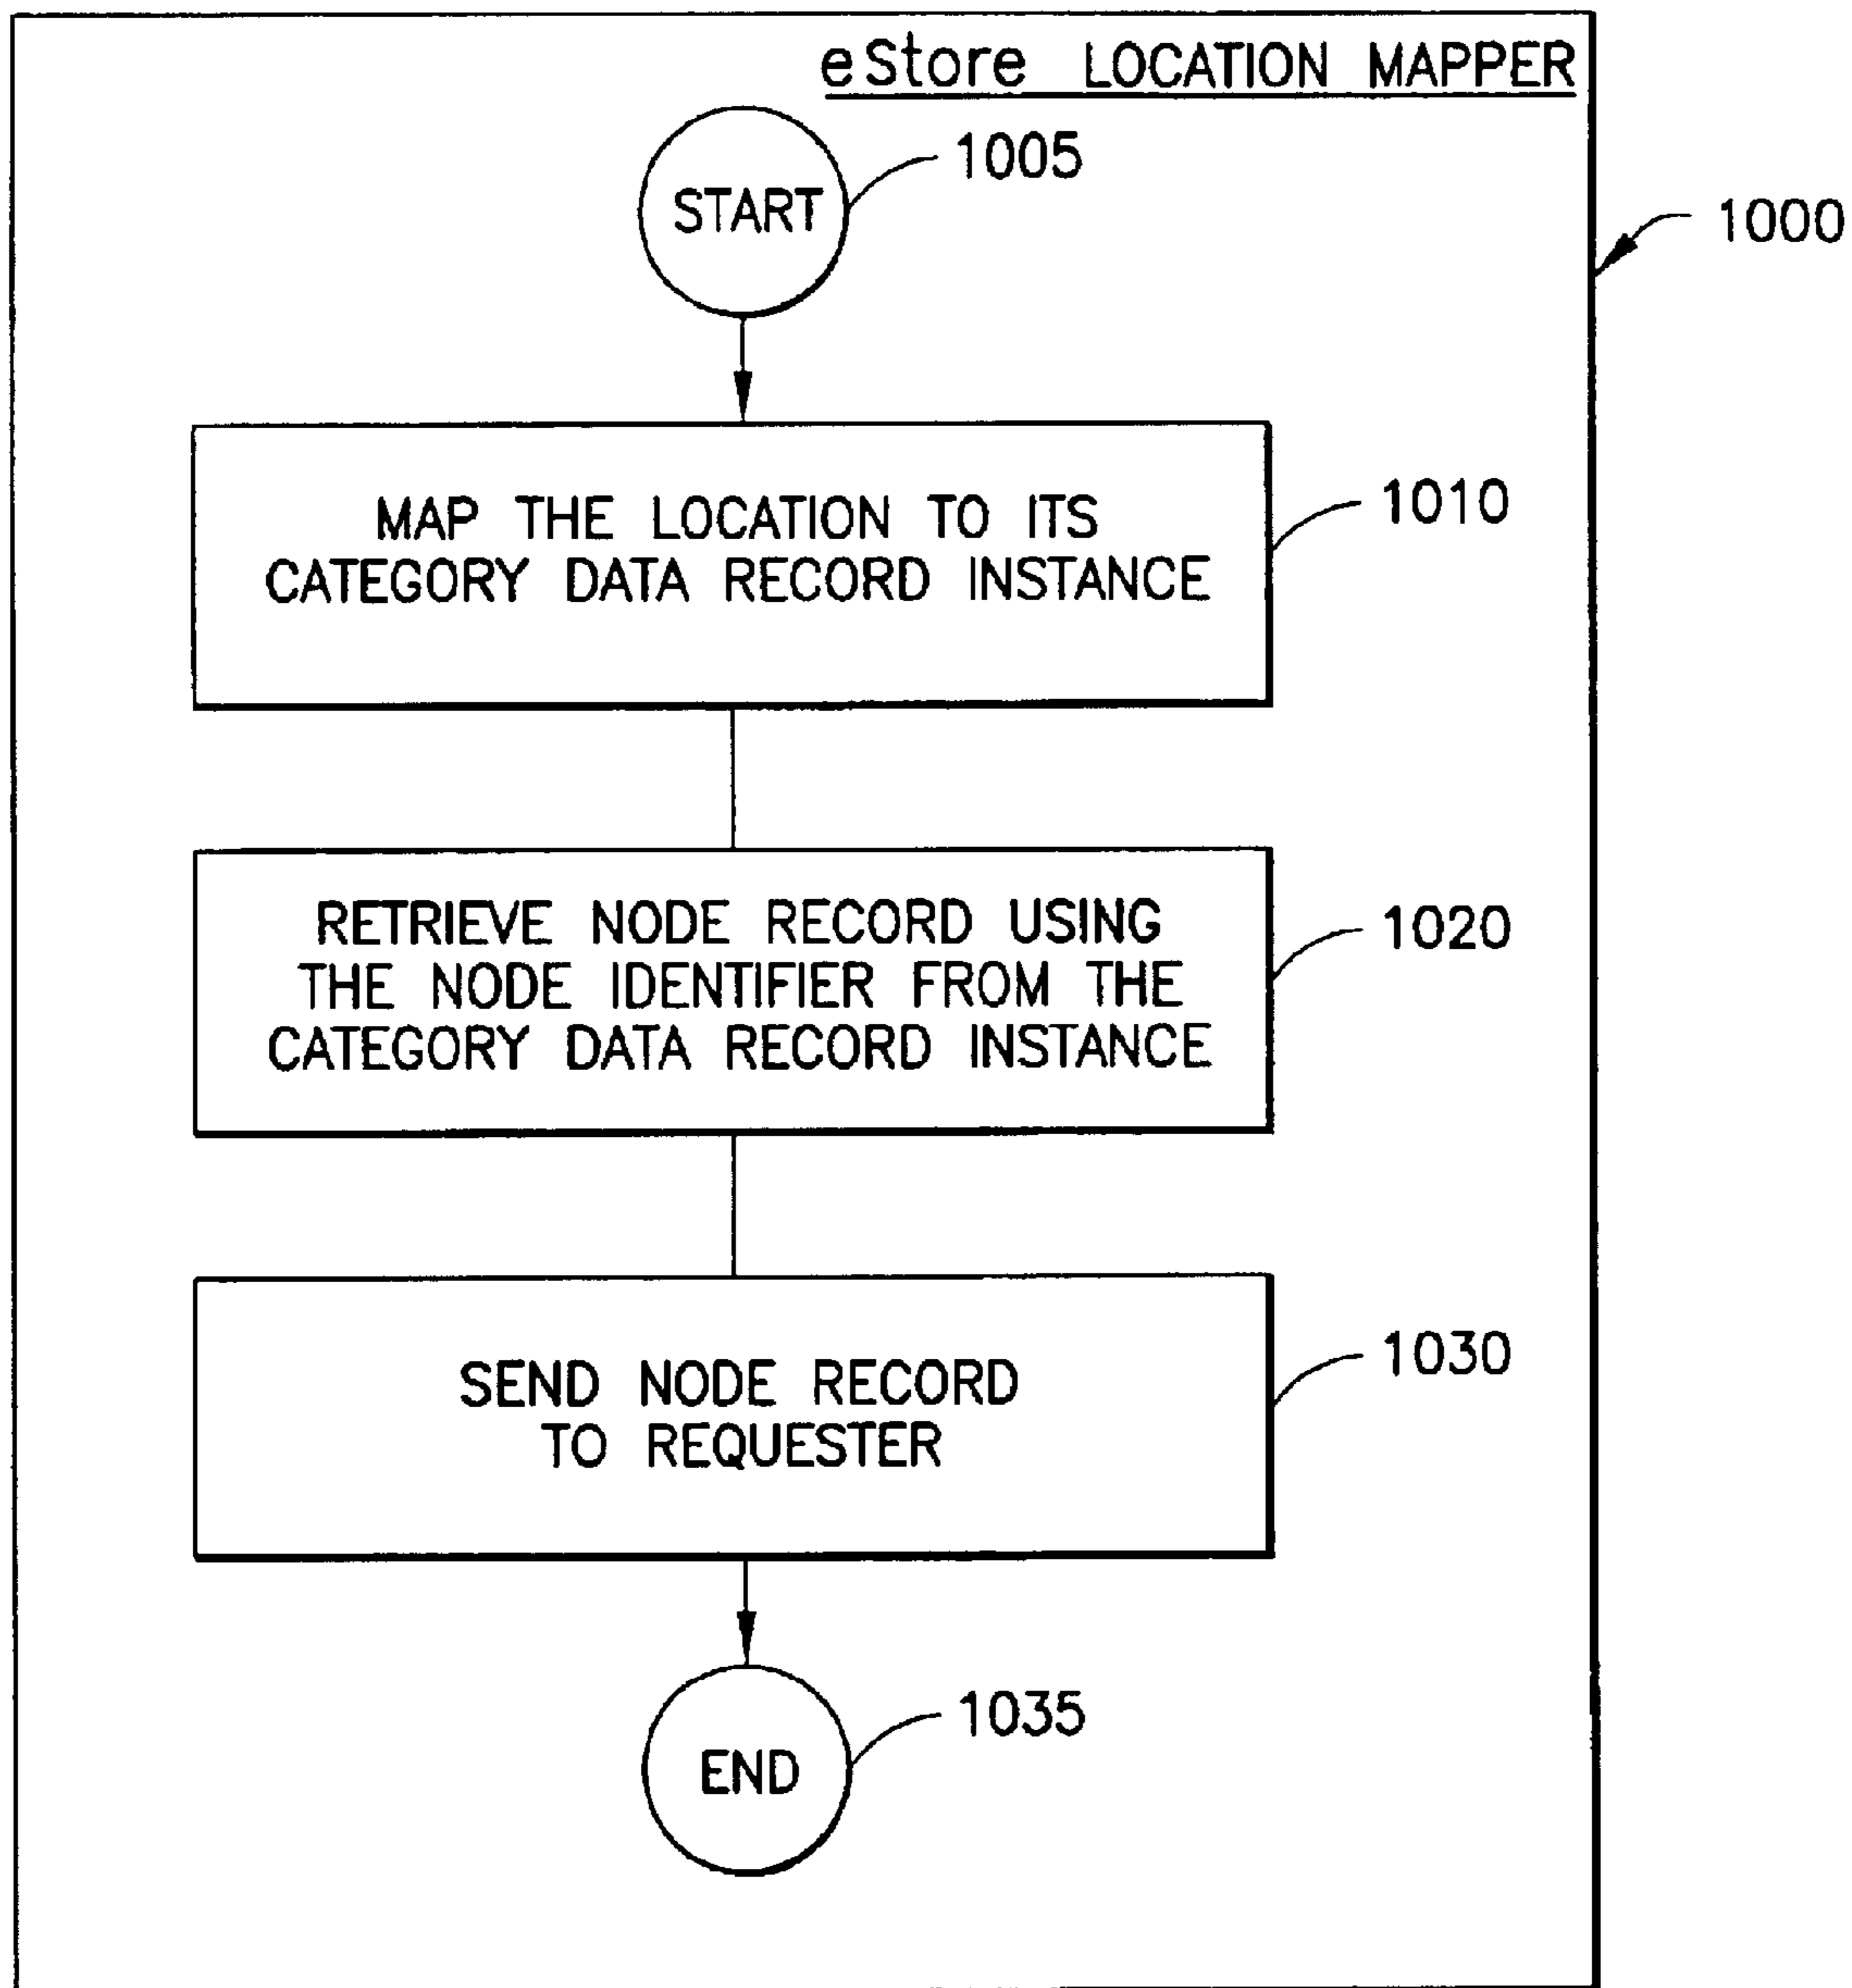 eStore LOCATION MAPPER
START
1005
1000
MAP THE LOCATION TO ITS
CATEGORY DATA RECORD INSTANCE
1010
RETRIEVE NODE RECORD USING
THE NODE IDENTIFIER FROM THE
CATEGORY DATA RECORD INSTANCE
1020
SEND NODE RECORD
TO REQUESTER
1030
END
1035